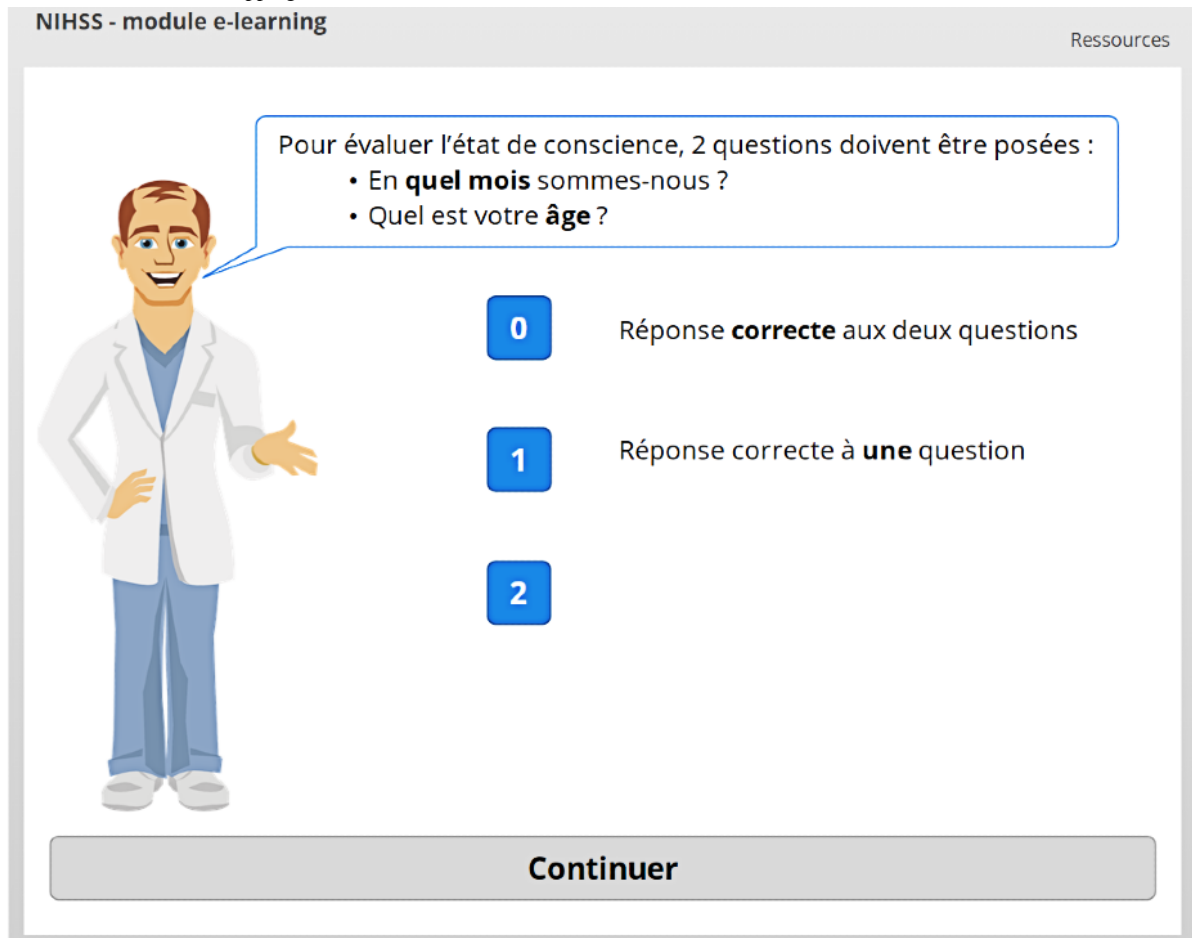 NIHSS - module e-learning
Ressources
Pour évaluer l'état de conscience, 2 questions doivent être posées :
• En quel mois sommes-nous ?
• Quel est votre âge ?
0 Réponse correcte aux deux questions
1 Réponse correcte à une question
2
Continuer